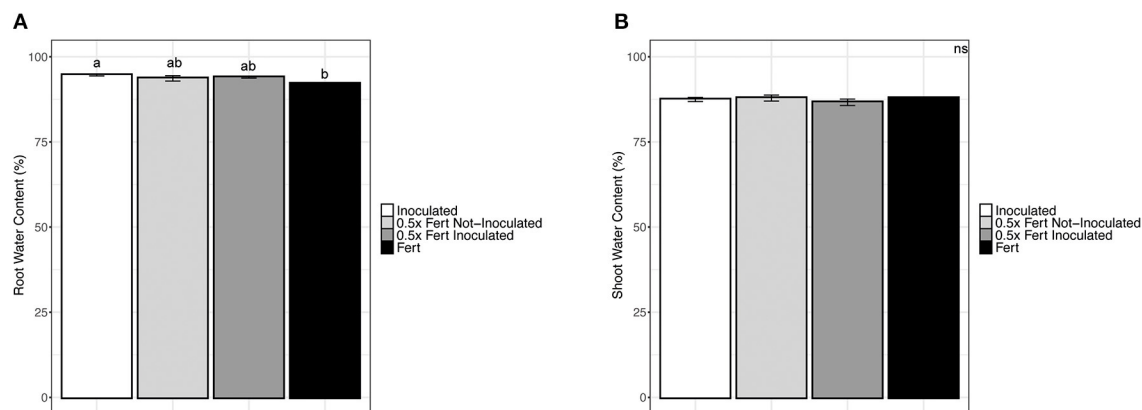 A
100
75
50
25
0
Root Water Content (%)
a
ab
ab
b
Inoculated
0.5x Fert Not-Inoculated
0.5x Fert Inoculated
Fert
B
100
75
50
25
0
Shoot Water Content (%)
ns
Inoculated
0.5x Fert Not-Inoculated
0.5x Fert Inoculated
Fert